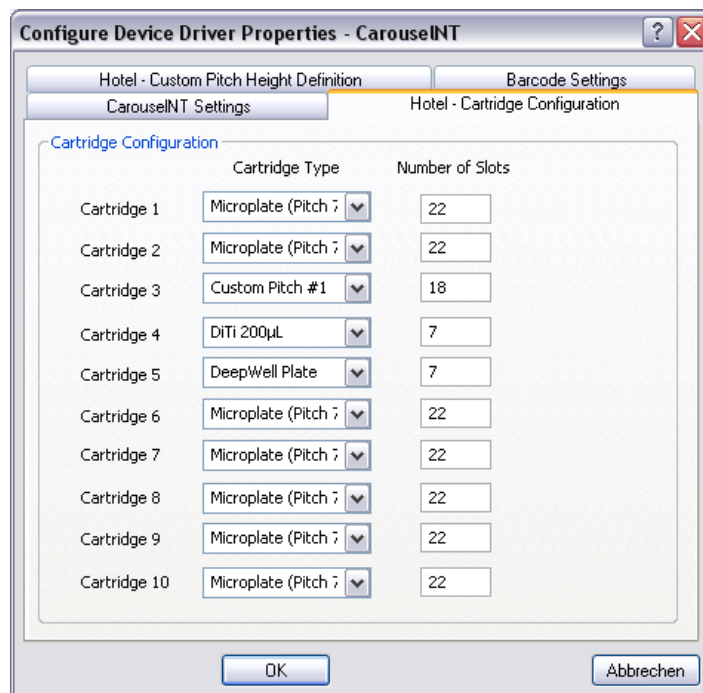 Configure Device Driver Properties - CarouselNT
Hotel - Custom Pitch Height Definition Barcode Settings
CarouselNT Settings Hotel - Cartridge Configuration
Cartridge Configuration
Cartridge Type Number of Slots
Cartridge 1 Microplate (Pitch 7 22
Cartridge 2 Microplate (Pitch 7 22
Cartridge 3 Custom Pitch #1 18
Cartridge 4 DiTi 200µL 7
Cartridge 5 DeepWell Plate 7
Cartridge 6 Microplate (Pitch 7 22
Cartridge 7 Microplate (Pitch 7 22
Cartridge 8 Microplate (Pitch 7 22
Cartridge 9 Microplate (Pitch 7 22
Cartridge 10 Microplate (Pitch 7 22
OK Abbrechen